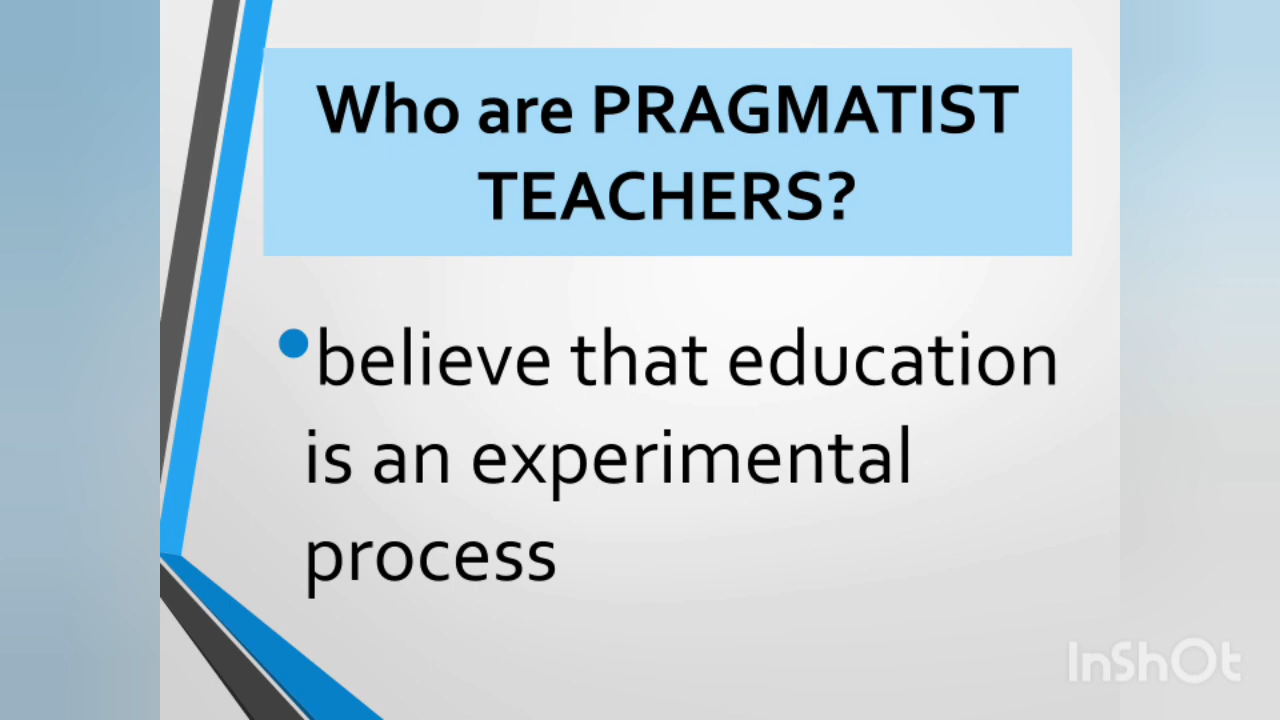 Who are PRAGMATIST
TEACHERS?
•believe that education
is an experimental
process
InShOt